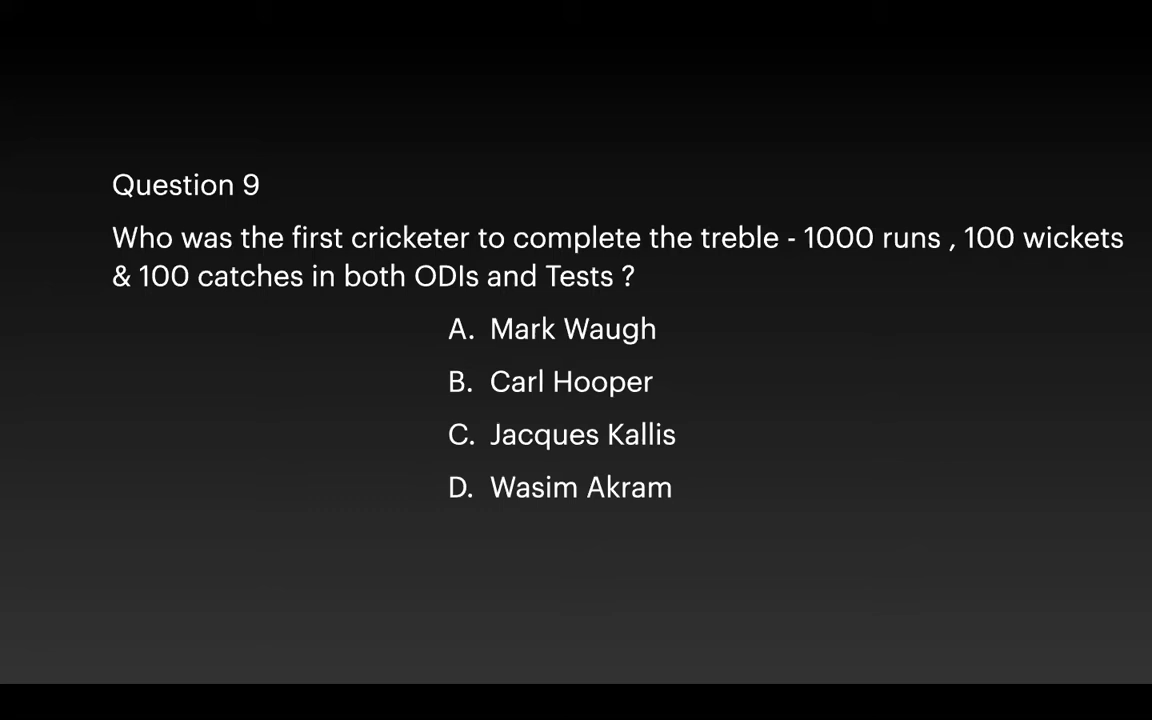 Question 9
Who was the first cricketer to complete the treble - 1000 runs , 100 wickets
& 100 catches in both ODIs and Tests ?
A. Mark Waugh
B. Carl Hooper
C. Jacques Kallis
D. Wasim Akram